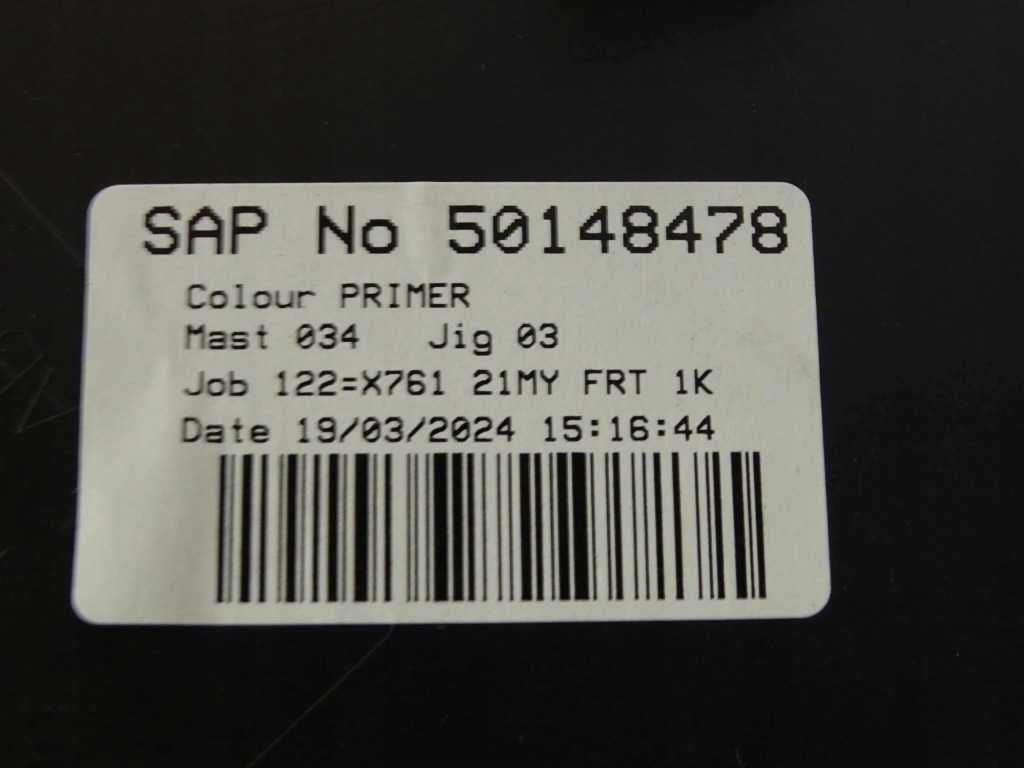 SAP No 50148478
Colour PRIMER
Mast 034 Jig 03
Job 122=X761 21MY FRT 1K
Date 19/03/2024 15:16:44